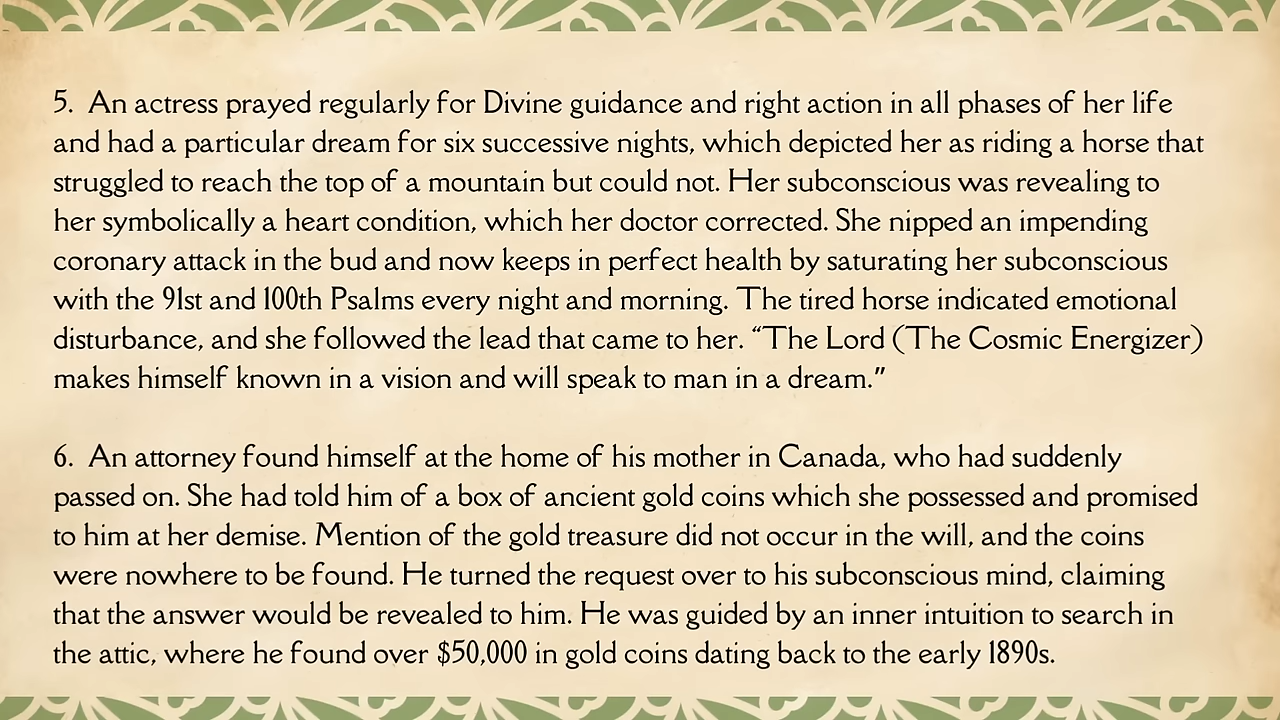 5. An actress prayed regularly for Divine guidance and right action in all phases of her life
and had a particular dream for six successive nights, which depicted her as riding a horse that
struggled to reach the top of a mountain but could not. Her subconscious was revealing to
her symbolically a heart condition, which her doctor corrected. She nipped an impending
coronary attack in the bud and now keeps in perfect health by saturating her subconscious
with the 91st and 100th Psalms every night and morning. The tired horse indicated emotional
disturbance, and she followed the lead that came to her. “The Lord (The Cosmic Energizer)
makes himself known in a vision and will speak to man in a dream."
6. An attorney found himself at the home of his mother in Canada, who had suddenly
passed on. She had told him of a box of ancient gold coins which she possessed and promised
to him at her demise. Mention of the gold treasure did not occur in the will, and the coins
were nowhere to be found. He turned the request over to his subconscious mind, claiming
that the answer would be revealed to him. He was guided by an inner intuition to search in
the attic, where he found over $50,000 in gold coins dating back to the early 1890s.